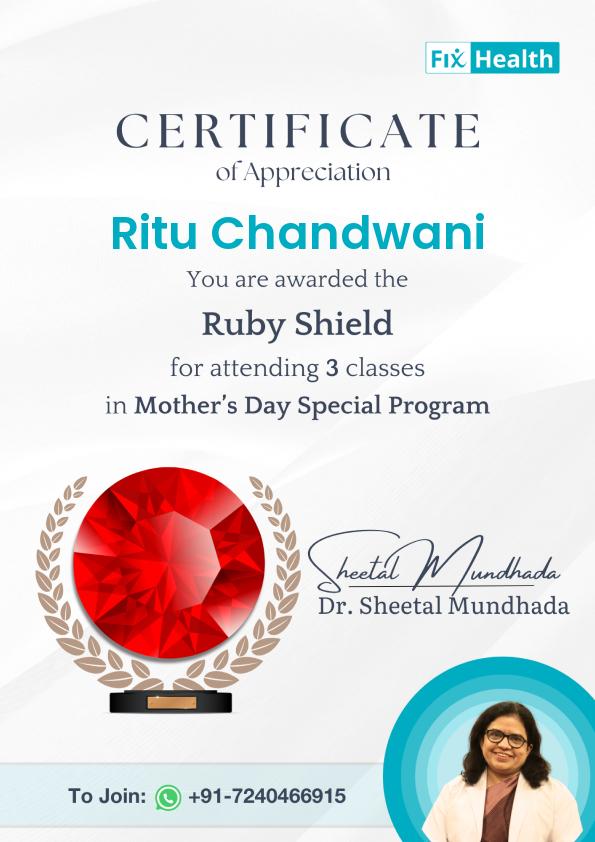 FiX Health
CERTIFICATE
of Appreciation
Ritu Chandwani
You are awarded the
Ruby Shield
for attending 3 classes
in Mother’s Day Special Program
Sheetal Mundhada
Dr. Sheetal Mundhada
To Join: +91-7240466915